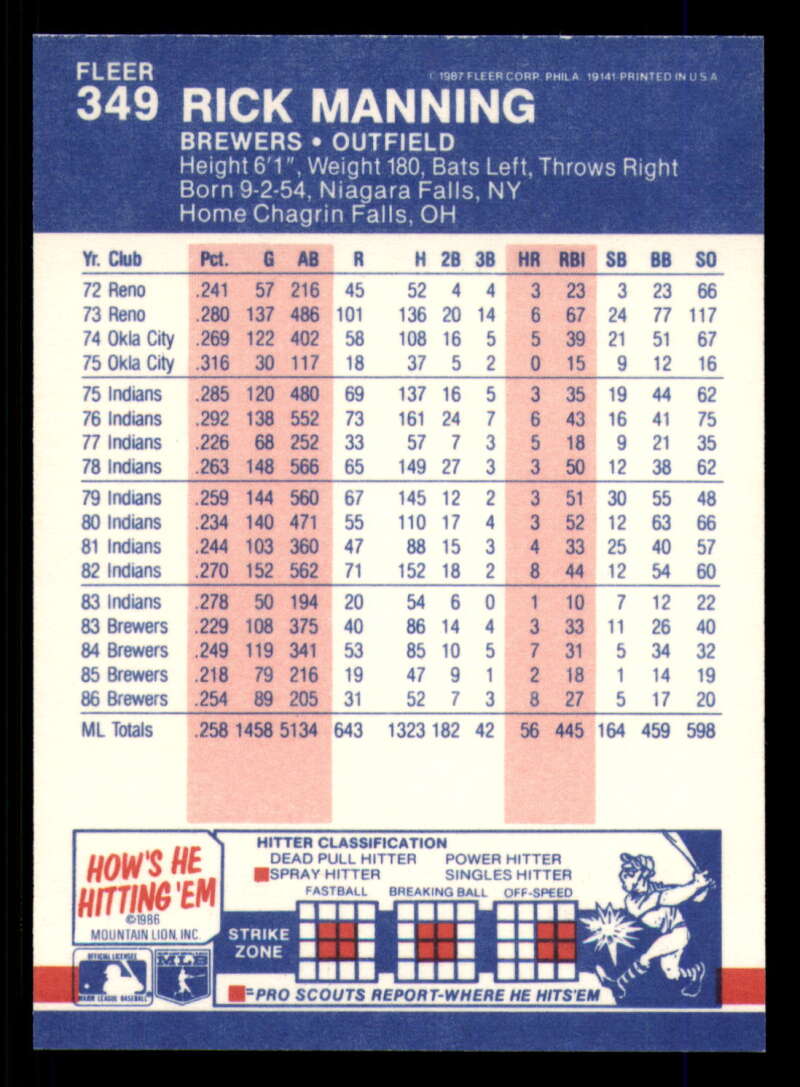 FLEER
©1987 FLEER CORP. PHILA. 19141 PRINTED IN U.S.A
349 RICK MANNING
BREWERS • OUTFIELD
Height 6'1", Weight 180, Bats Left, Throws Right
Born 9-2-54, Niagara Falls, NY
Home Chagrin Falls, OH
Yr. Club Pct. G AB R H 2B 3B HR RBI SB BB SO
72 Reno .241 57 216 45 52 4 4 3 23 3 23 66
73 Reno .280 137 486 101 136 20 14 6 67 24 77 117
74 Okla City .269 122 402 58 108 16 5 5 39 21 51 67
75 Okla City .316 30 117 18 37 5 2 0 15 9 12 16
75 Indians .285 120 480 69 137 16 5 3 35 19 44 62
76 Indians .292 138 552 73 161 24 7 6 43 16 41 75
77 Indians .226 68 252 33 57 7 3 5 18 9 21 35
78 Indians .263 148 566 65 149 27 3 3 50 12 38 62
79 Indians .259 144 560 67 145 12 2 3 51 30 55 48
80 Indians .234 140 471 55 110 17 4 3 52 12 63 66
81 Indians .244 103 360 47 88 15 3 4 33 25 40 57
82 Indians .270 152 562 71 152 18 2 8 44 12 54 60
83 Indians .278 50 194 20 54 6 0 1 10 7 12 22
83 Brewers .229 108 375 40 86 14 4 3 33 11 26 40
84 Brewers .249 119 341 53 85 10 5 7 31 5 34 32
85 Brewers .218 79 216 19 47 9 1 2 18 1 14 19
86 Brewers .254 89 205 31 52 7 3 8 27 5 17 20
ML Totals .258 1458 5134 643 1323 182 42 56 445 164 459 598
HOW'S HE
HITTING 'EM
©1986
MOUNTAIN LION, INC.
HITTER CLASSIFICATION
DEAD PULL HITTER POWER HITTER
SPRAY HITTER SINGLES HITTER
FASTBALL BREAKING BALL OFF-SPEED
STRIKE
ZONE
=PRO SCOUTS REPORT-WHERE HE HITS'EM
OFFICIAL LICENSEE
MAJOR LEAGUE BASEBALL
MLB